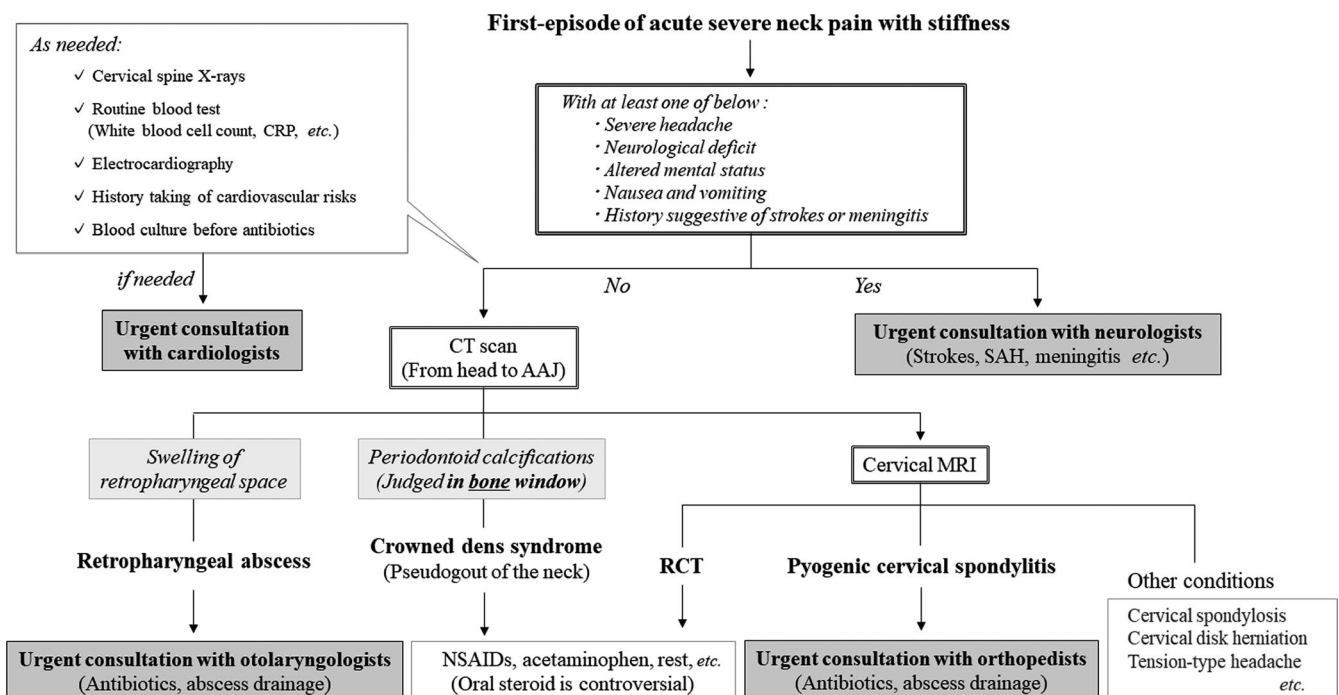 First-episode of acute severe neck pain with stiffness
As needed:
✓ Cervical spine X-rays
✓ Routine blood test
(White blood cell count, CRP, etc.)
✓ Electrocardiography
✓ History taking of cardiovascular risks
✓ Blood culture before antibiotics
With at least one of below :
・Severe headache
・Neurological deficit
・Altered mental status
・Nausea and vomiting
・History suggestive of strokes or meningitis
if needed
No
Yes
Urgent consultation
with cardiologists
CT scan
(From head to AAJ)
Urgent consultation with neurologists
(Strokes, SAH, meningitis etc.)
Swelling of
retropharyngeal space
Periodontoid calcifications
(Judged in bone window)
Cervical MRI
Retropharyngeal abscess
Crowned dens syndrome
(Pseudogout of the neck)
RCT
Pyogenic cervical spondylitis
Other conditions
Cervical spondylosis
Cervical disk herniation
Tension-type headache
etc.
Urgent consultation with otolaryngologists
(Antibiotics, abscess drainage)
NSAIDs, acetaminophen, rest, etc.
(Oral steroid is controversial)
Urgent consultation with orthopedists
(Antibiotics, abscess drainage)